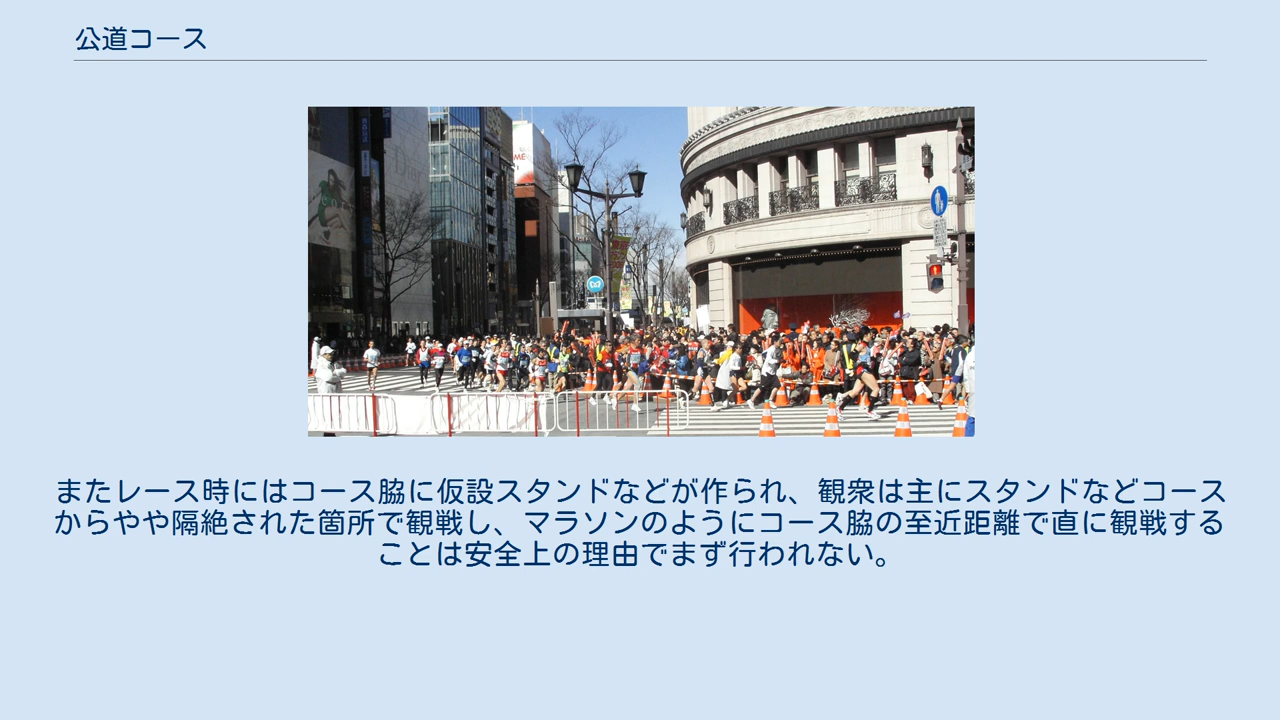 公道コース
またレース時にはコース脇に仮設スタンドなどが作られ、観衆は主にスタンドなどコース
からやや隔絶された箇所で観戦し、マラソンのようにコース脇の至近距離で直に観戦する
ことは安全上の理由でまず行われない。